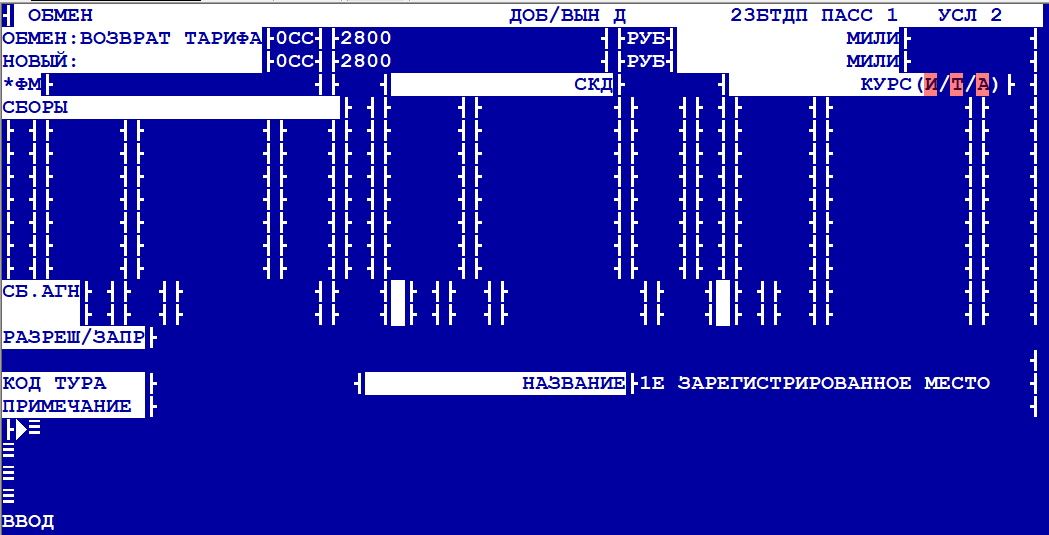 ОБМЕН ДОБ/ВЫН Д 23БТДП ПАСС 1 УСЛ 2
ОБМЕН:ВОЗВРАТ ТАРИФА 0СС 2800 РУБ МИЛИ
НОВЫЙ: 0СС 2800 РУБ МИЛИ
*ФМ СКД КУРС(И/Т/А)
СБОРЫ
СБ.АГН
РАЗРЕШ/ЗАПР
КОД ТУРА НАЗВАНИЕ 1Е ЗАРЕГИСТРИРОВАННОЕ МЕСТО
ПРИМЕЧАНИЕ
ВВОД